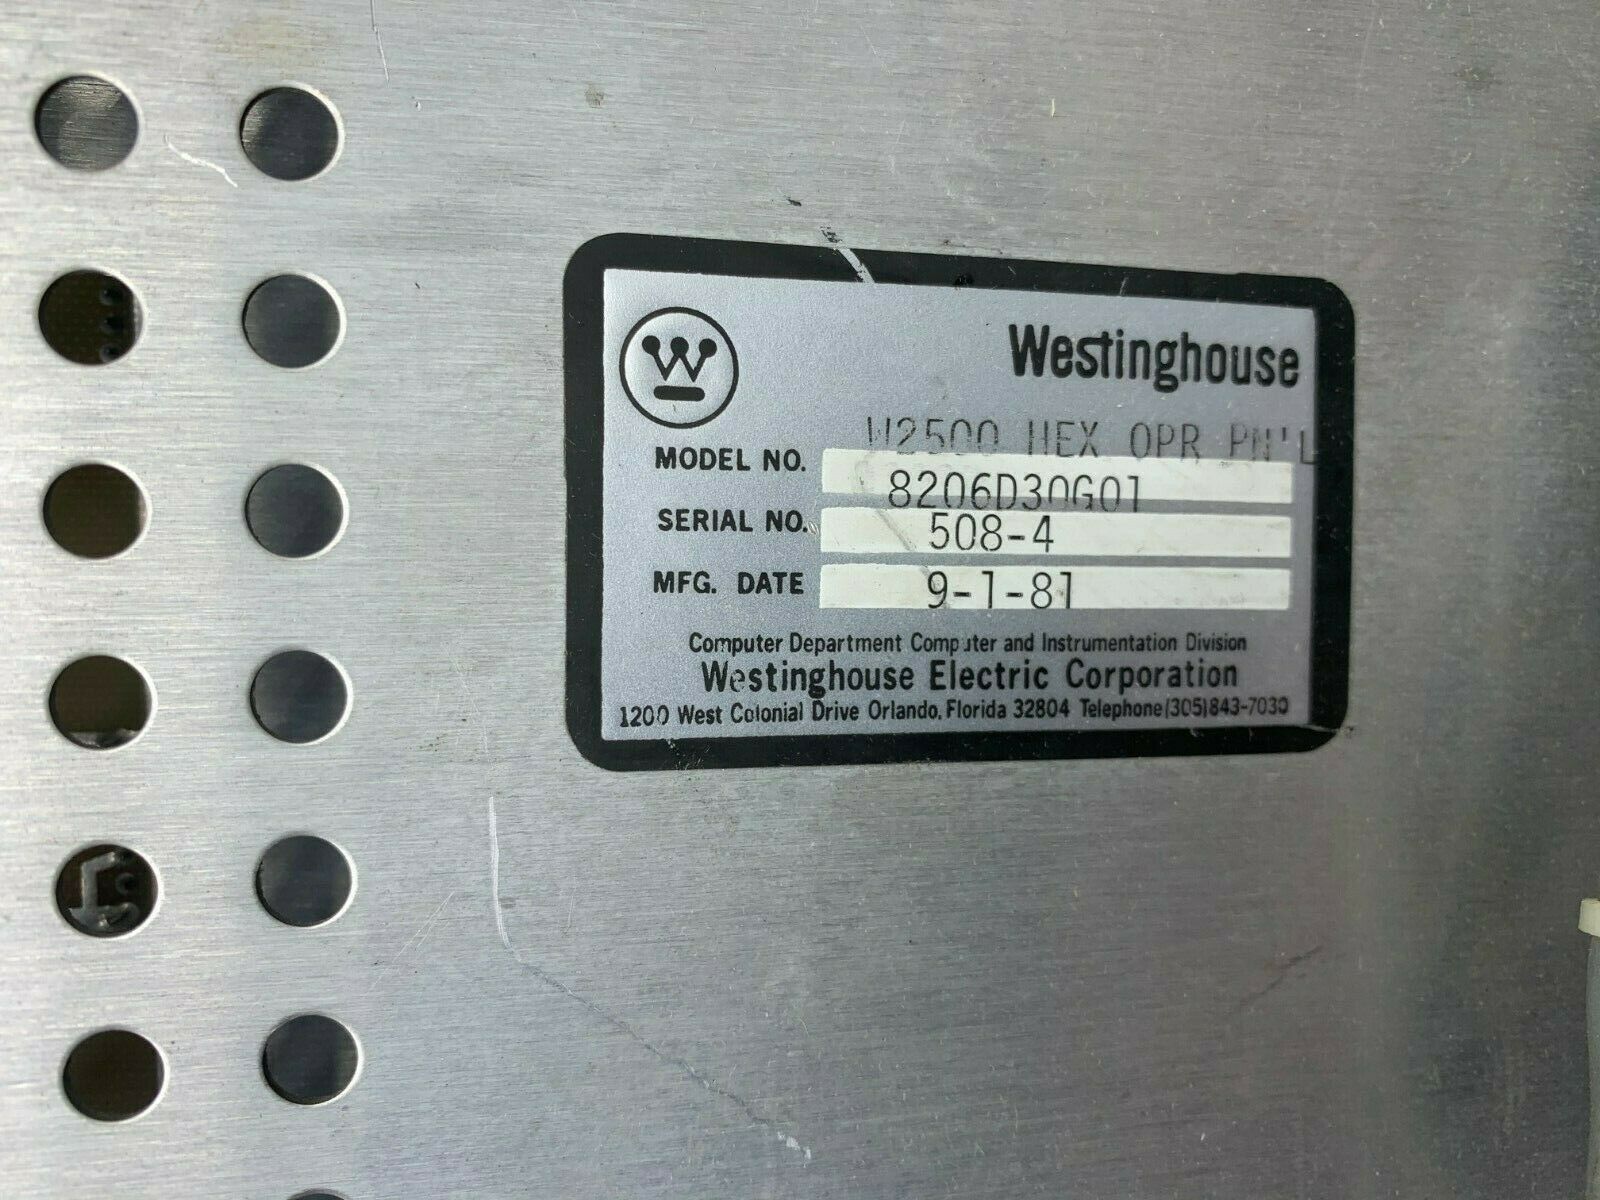 W
Westinghouse
W2500 HEX OPR PN'L
MODEL NO. 8206D30G01
SERIAL NO. 508-4
MFG. DATE 9-1-81
Computer Department Computer and Instrumentation Division
Westinghouse Electric Corporation
1200 West Colonial Drive Orlando, Florida 32804 Telephone (305) 843-7030